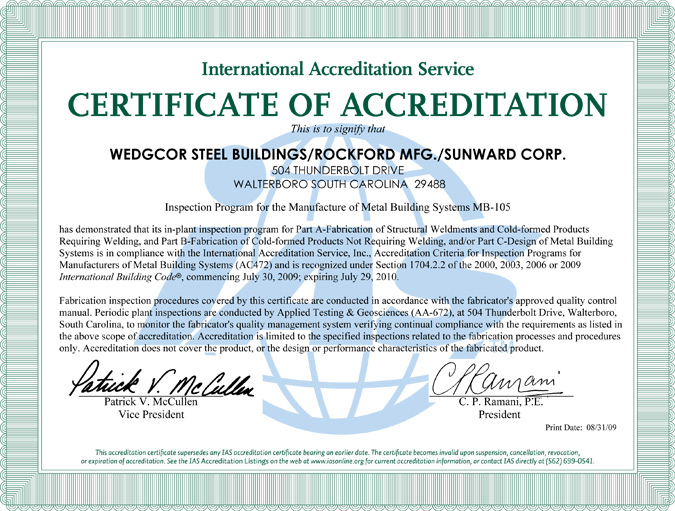 International Accreditation Service
CERTIFICATE OF ACCREDITATION
This is to signify that
WEDGCOR STEEL BUILDINGS/ROCKFORD MFG./SUNWARD CORP.
504 THUNDERBOLT DRIVE
WALTERBORO SOUTH CAROLINA 29488
Inspection Program for the Manufacture of Metal Building Systems MB-105
has demonstrated that its in-plant inspection program for Part A-Fabrication of Structural Weldments and Cold-formed Products
Requiring Welding, and Part B-Fabrication of Cold-formed Products Not Requiring Welding, and/or Part C-Design of Metal Building
Systems is in compliance with the International Accreditation Service, Inc., Accreditation Criteria for Inspection Programs for
Manufacturers of Metal Building Systems (AC472) and is recognized under Section 1704.2.2 of the 2000, 2003, 2006 or 2009
International Building Code®, commencing July 30, 2009; expiring July 29, 2010.
Fabrication inspection procedures covered by this certificate are conducted in accordance with the fabricator's approved quality control
manual. Periodic plant inspections are conducted by Applied Testing & Geosciences (AA-672), at 504 Thunderbolt Drive, Walterboro,
South Carolina, to monitor the fabricator's quality management system verifying continual compliance with the requirements as listed in
the above scope of accreditation. Accreditation is limited to the specified inspections related to the fabrication processes and procedures
only. Accreditation does not cover the product, or the design or performance characteristics of the fabricated product.
Patrick V. McCullen
C. P. Ramani
Patrick V. McCullen
C. P. Ramani, P.E.
Vice President
President
Print Date: 08/31/09
This accreditation certificate supersedes any IAS accreditation certificate bearing an earlier date. The certificate becomes invalid upon suspension, cancellation, revocation,
or expiration of accreditation. See the IAS Accreditation Listings on the web at www.iasonline.org for current accreditation information, or contact IAS directly at (562) 699-0541.
IAS